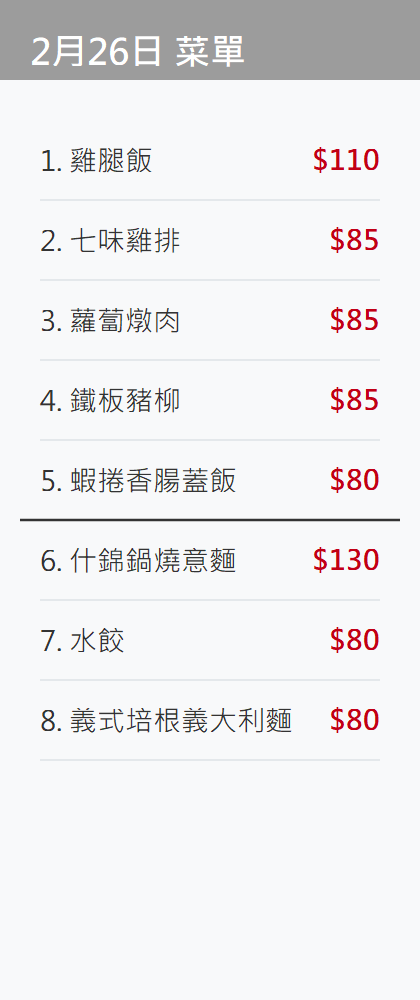 2月26日 菜單
1. 雞腿飯 $110
2. 七味雞排 $85
3. 蘿蔔燉肉 $85
4. 鐵板豬柳 $85
5. 蝦捲香腸蓋飯 $80
6. 什錦鍋燒意麵 $130
7. 水餃 $80
8. 義式培根義大利麵 $80